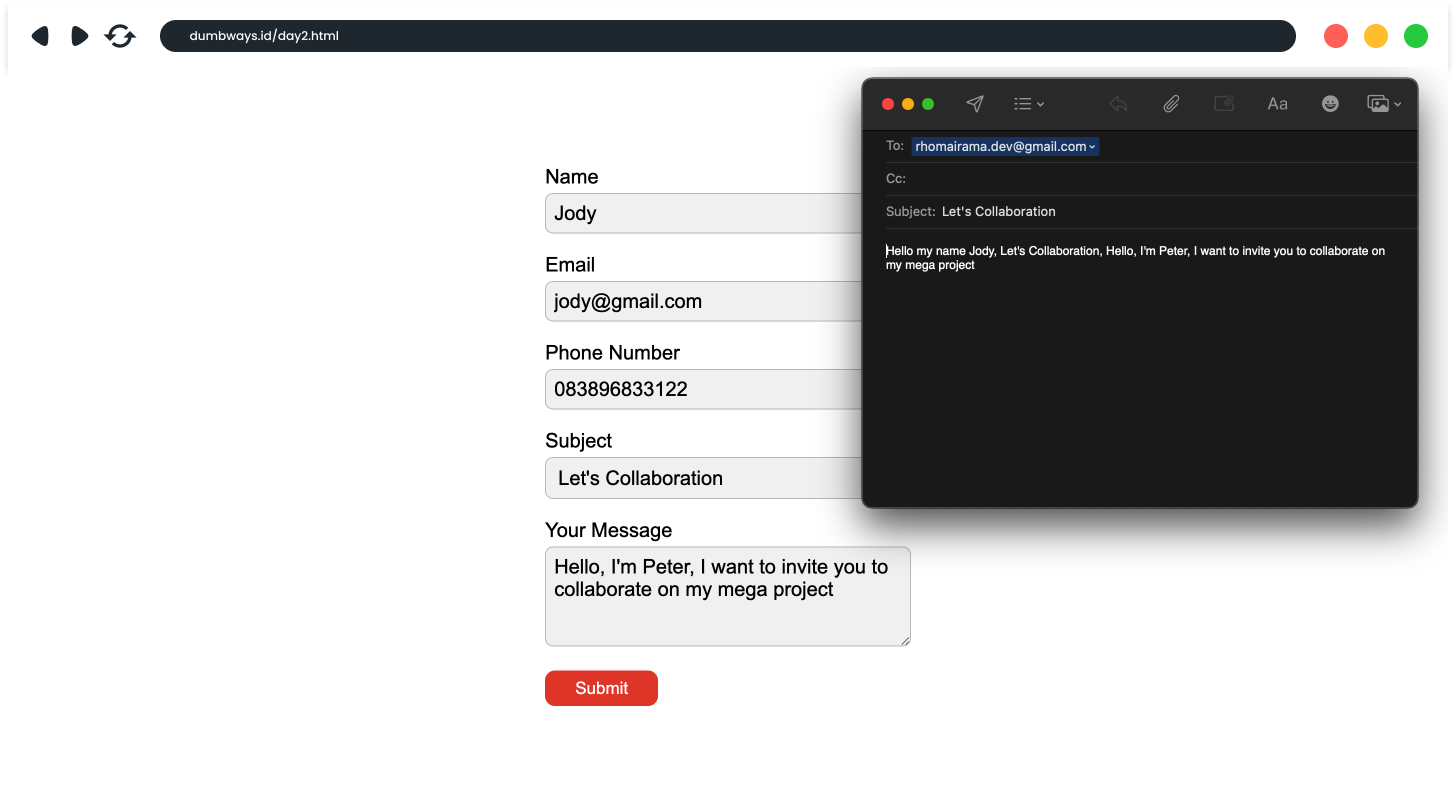 dumbways.id/day2.html
Name
Jody
Email
jody@gmail.com
Phone Number
083896833122
Subject
Let's Collaboration
Your Message
Hello, I'm Peter, I want to invite you to
collaborate on my mega project
Submit
Aa
To: rhomairama.dev@gmail.com
Cc:
Subject: Let's Collaboration
Hello my name Jody, Let's Collaboration, Hello, I'm Peter, I want to invite you to collaborate on
my mega project